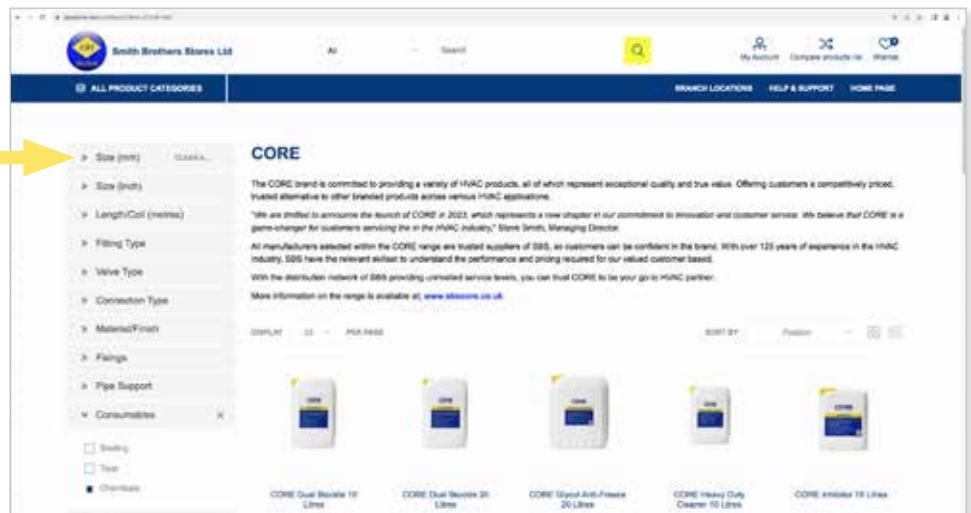 Smith Brothers Stores Ltd
All
Search
My Account
Compare products list
Wishlist
ALL PRODUCT CATEGORIES
BRANCH LOCATIONS
HELP & SUPPORT
HOME PAGE
Size (mm)
Size (inch)
Length/Coil (metres)
Fitting Type
Valve Type
Connection Type
Material/Finish
Fixings
Pipe Support
Consumables
Sealing
Tape
Chemicals
CORE
The CORE brand is committed to providing a variety of HVAC products, all of which represent exceptional quality and true value. Offering customers a competitively priced,
trusted alternative to other branded products across various HVAC applications.
"We are thrilled to announce the launch of CORE in 2023, which represents a new chapter in our commitment to innovation and customer service. We believe that CORE is a
game-changer for customers servicing the in the HVAC industry," Steve Smith, Managing Director.
All manufacturers selected within the CORE range are trusted suppliers of SBS, so customers can be confident in the brand. With over 125 years of experience in the HVAC
industry, SBS have the relevant skillset to understand the performance and pricing required for our valued customer based.
With the distribution network of SBS providing unrivalled service levels, you can trust CORE to be your go-to HVAC partner.
More information on the range is available at; www.sbscore.co.uk
DISPLAY
PER PAGE
SORT BY
Position
CORE Dual Biocide 10
Litres
CORE Dual Biocide 20
Litres
CORE Glycol Anti-Freeze
20 Litres
CORE Heavy Duty
Cleaner 10 Litres
CORE Inhibitor 10 Litres